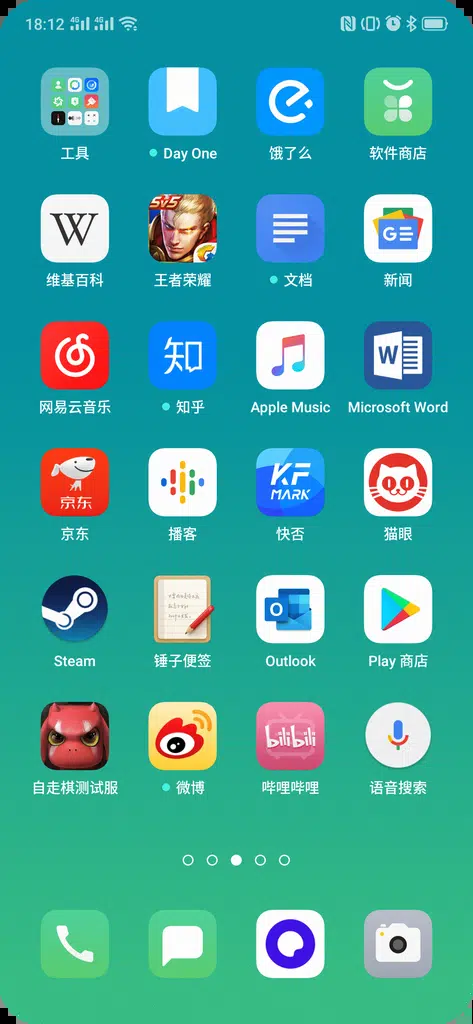 18:12 4G 4G
工具
Day One
饿了么
软件商店
W
5V5
GE
维基百科
王者荣耀
文档
新闻
知
W
网易云音乐
知乎
Apple Music
Microsoft Word
京东
KF
MARK
京东
播客
快否
猫眼
O
Steam
锤子便签
Outlook
Play 商店
bilibili
自走棋测试服
微博
哔哩哔哩
语音搜索